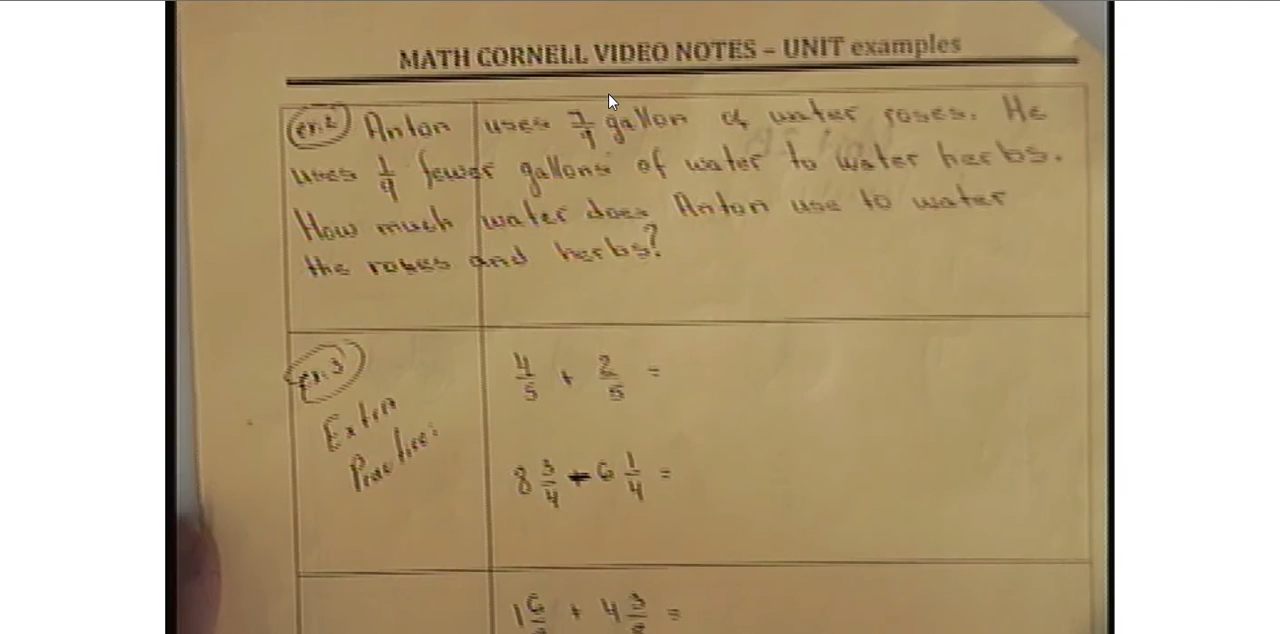 MATH CORNELL VIDEO NOTES – UNIT examples
ex.2 Anton uses 7/9 gallon of water roses. He
uses 1/9 fewer gallons of water to water herbs.
How much water does Anton use to water
the roses and herbs?
ex.3 4/5 + 2/5 =
Extra
Practice:
8 3/4 - 6 1/4 =
+ 4 =